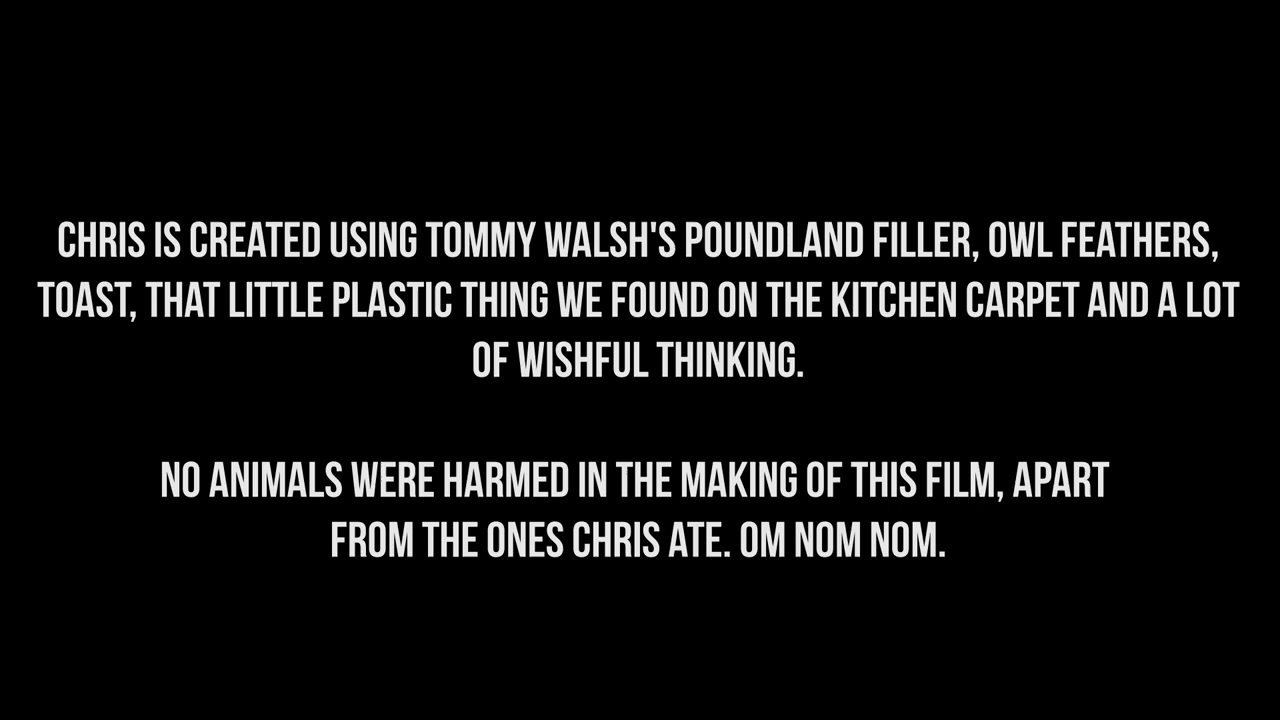 CHRIS IS CREATED USING TOMMY WALSH'S POUNDLAND FILLER, OWL FEATHERS,
TOAST, THAT LITTLE PLASTIC THING WE FOUND ON THE KITCHEN CARPET AND A LOT
OF WISHFUL THINKING.
NO ANIMALS WERE HARMED IN THE MAKING OF THIS FILM, APART
FROM THE ONES CHRIS ATE. OM NOM NOM.